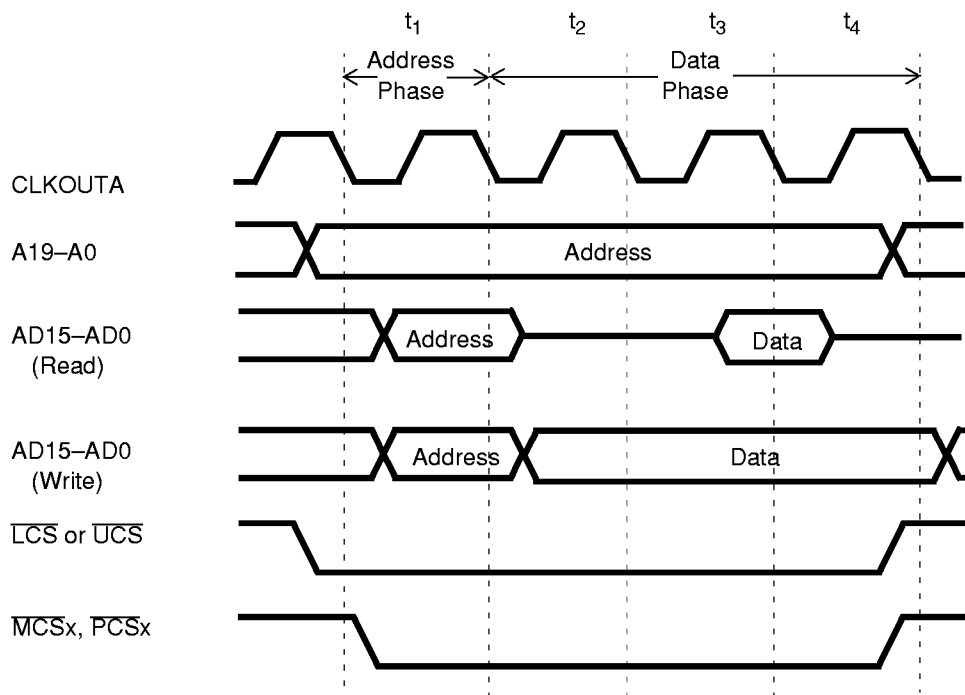 t1 t2 t3 t4
Address Phase
Data Phase
CLKOUTA
A19–A0
Address
AD15–AD0
(Read)
Address
Data
AD15–AD0
(Write)
Address
Data
LCS or UCS
MCSx, PCSx